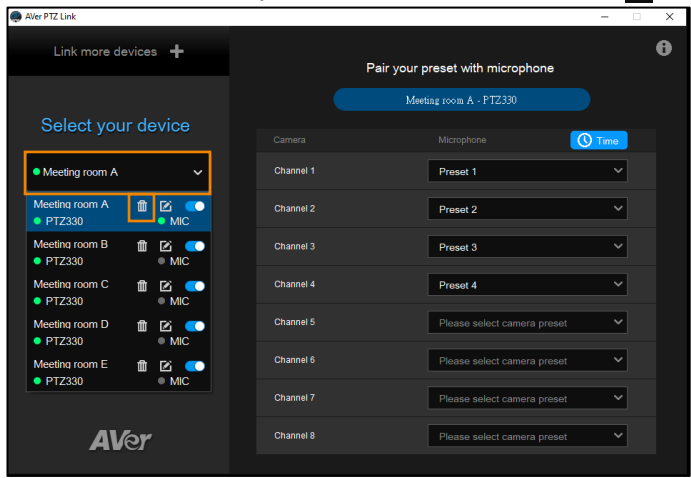 AVer PTZ Link
Link more devices +
Select your device
Meeting room A
Meeting room A
PTZ330 MIC
Meeting room B
PTZ330 MIC
Meeting room C
PTZ330 MIC
Meeting room D
PTZ330 MIC
Meeting room E
PTZ330 MIC
AVer
Pair your preset with microphone
Meeting room A - PTZ330
Camera Microphone Time
Channel 1 Preset 1
Channel 2 Preset 2
Channel 3 Preset 3
Channel 4 Preset 4
Channel 5 Please select camera preset
Channel 6 Please select camera preset
Channel 7 Please select camera preset
Channel 8 Please select camera preset